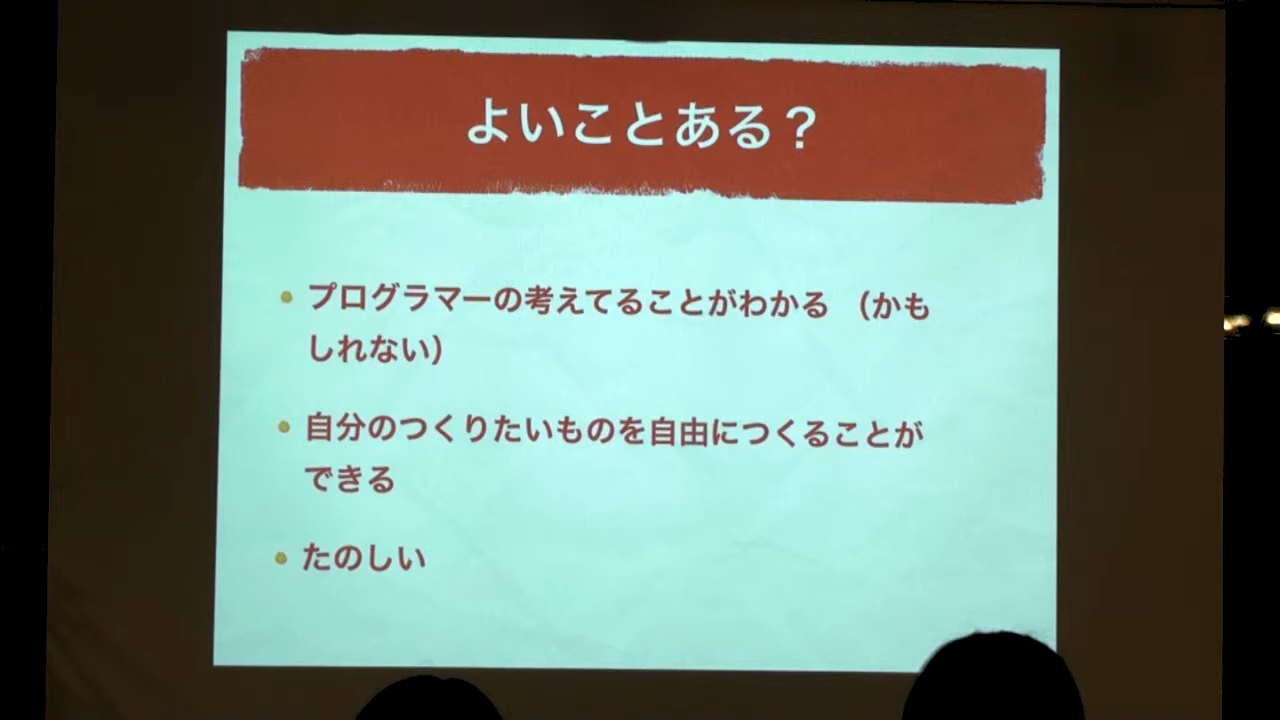 よいことある？
プログラマーの考えてることがわかる （かも
しれない）
自分のつくりたいものを自由につくることが
できる
たのしい